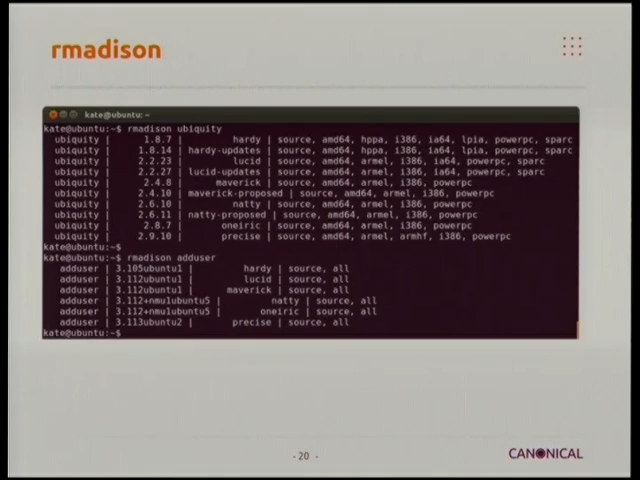 rmadison
kate@ubuntu: ~
kate@ubuntu:~$ rmadison ubiquity
ubiquity | 1.8.7 | hardy | source, amd64, hppa, i386, ia64, lpia, powerpc, sparc
ubiquity | 1.8.14 | hardy-updates | source, amd64, hppa, i386, ia64, lpia, powerpc, sparc
ubiquity | 2.2.23 | lucid | source, amd64, armel, i386, ia64, powerpc, sparc
ubiquity | 2.2.27 | lucid-updates | source, amd64, armel, i386, ia64, powerpc, sparc
ubiquity | 2.4.8 | maverick | source, amd64, armel, i386, powerpc
ubiquity | 2.4.10 | maverick-proposed | source, amd64, armel, i386, powerpc
ubiquity | 2.6.10 | natty | source, amd64, armel, i386, powerpc
ubiquity | 2.6.11 | natty-proposed | source, amd64, armel, i386, powerpc
ubiquity | 2.8.7 | oneiric | source, amd64, armel, i386, powerpc
ubiquity | 2.9.10 | precise | source, amd64, armel, armhf, i386, powerpc
kate@ubuntu:~$
kate@ubuntu:~$ rmadison adduser
adduser | 3.105ubuntu1 | hardy | source, all
adduser | 3.112ubuntu1 | lucid | source, all
adduser | 3.112ubuntu1 | maverick | source, all
adduser | 3.112+nmu1ubuntu5 | natty | source, all
adduser | 3.112+nmu1ubuntu5 | oneiric | source, all
adduser | 3.113ubuntu2 | precise | source, all
kate@ubuntu:~$
- 20 -
CANONICAL